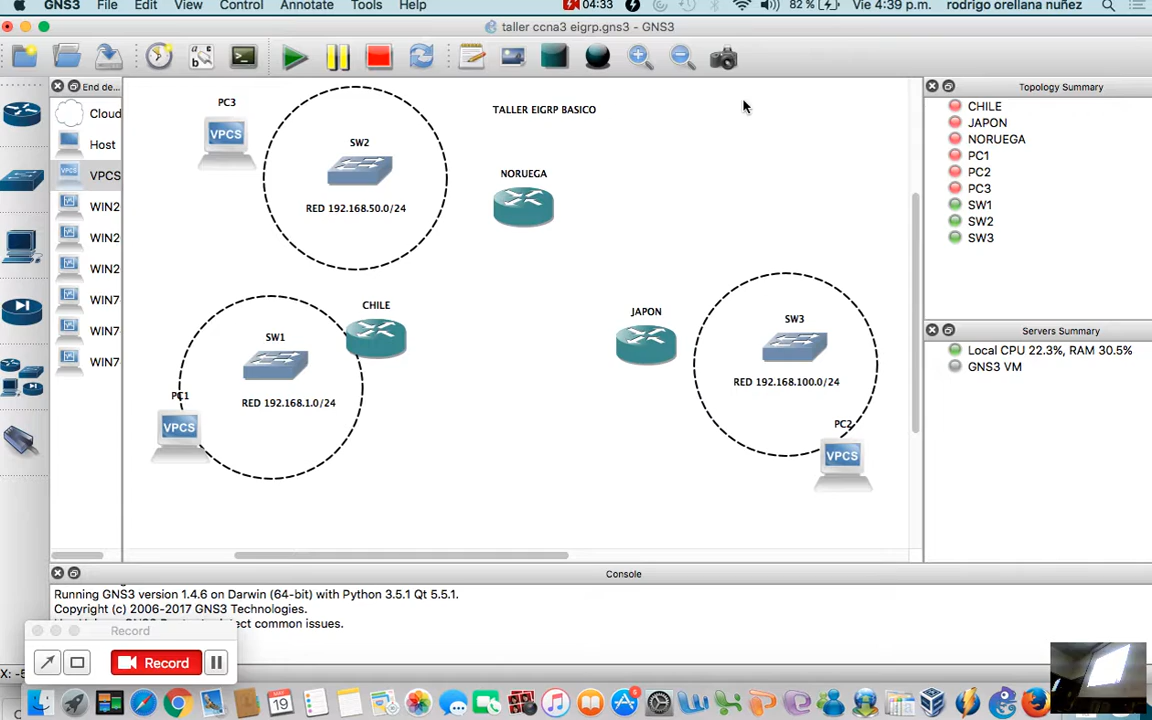 GNS3 File Edit View Control Annotate Tools Help 04:33 82 % Vie 4:39 p.m. rodrigo orellana nuñez
taller ccna3 eigrp.gns3 - GNS3
End de...
Cloud
Host
VPCS
WIN2
WIN2
WIN2
WIN7
WIN7
WIN7
PC3
VPCS
SW2
RED 192.168.50.0/24
TALLER EIGRP BASICO
NORUEGA
CHILE
SW1
RED 192.168.1.0/24
PC1
VPCS
JAPON
SW3
RED 192.168.100.0/24
PC2
VPCS
Topology Summary
CHILE
JAPON
NORUEGA
PC1
PC2
PC3
SW1
SW2
SW3
Servers Summary
Local CPU 22.3%, RAM 30.5%
GNS3 VM
Console
Running GNS3 version 1.4.6 on Darwin (64-bit) with Python 3.5.1 Qt 5.5.1.
Copyright (c) 2006-2017 GNS3 Technologies.
ect common issues.
Record
Record
19